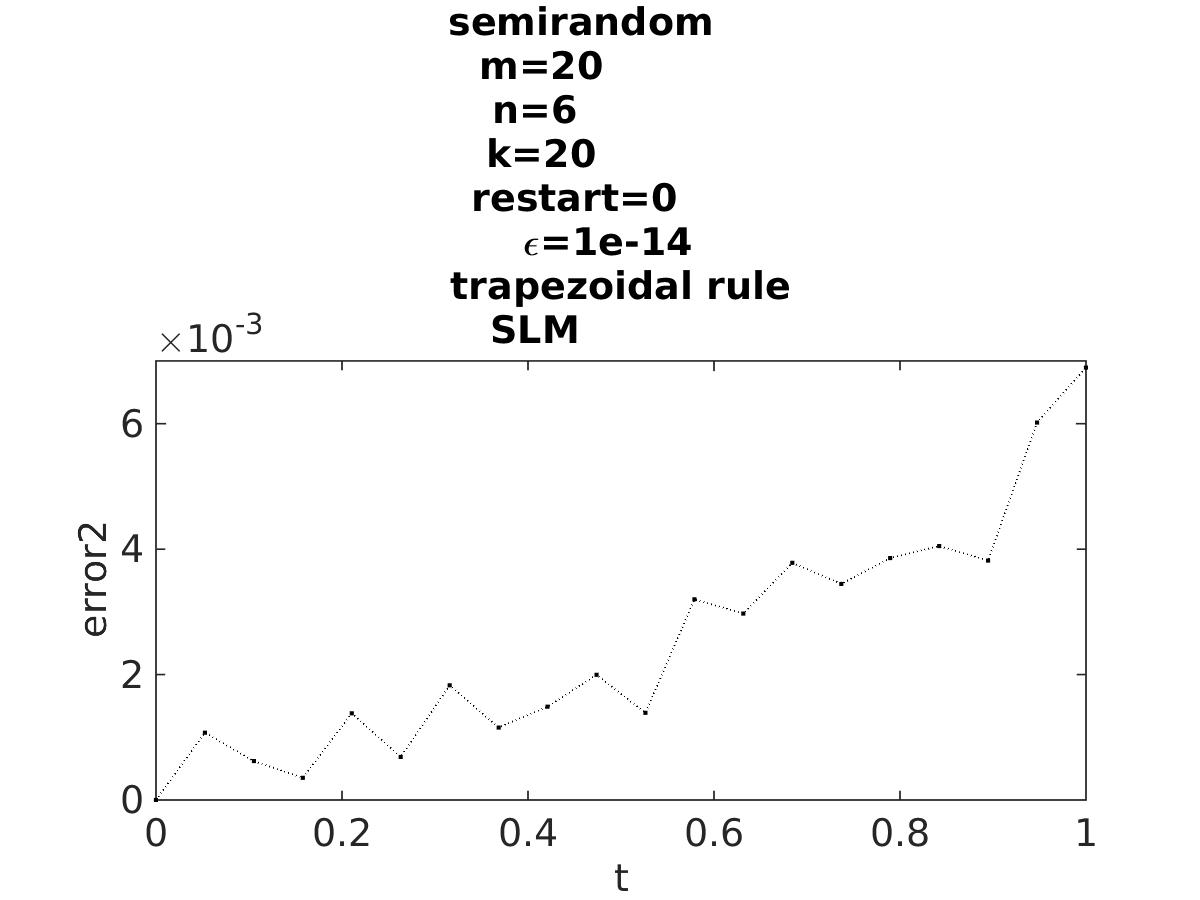 semirandom
m=20
n=6
k=20
restart=0
ϵ=1e-14
trapezoidal rule
SLM
×10-3
6
4
2
0
error2
0 0.2 0.4 0.6 0.8 1
t